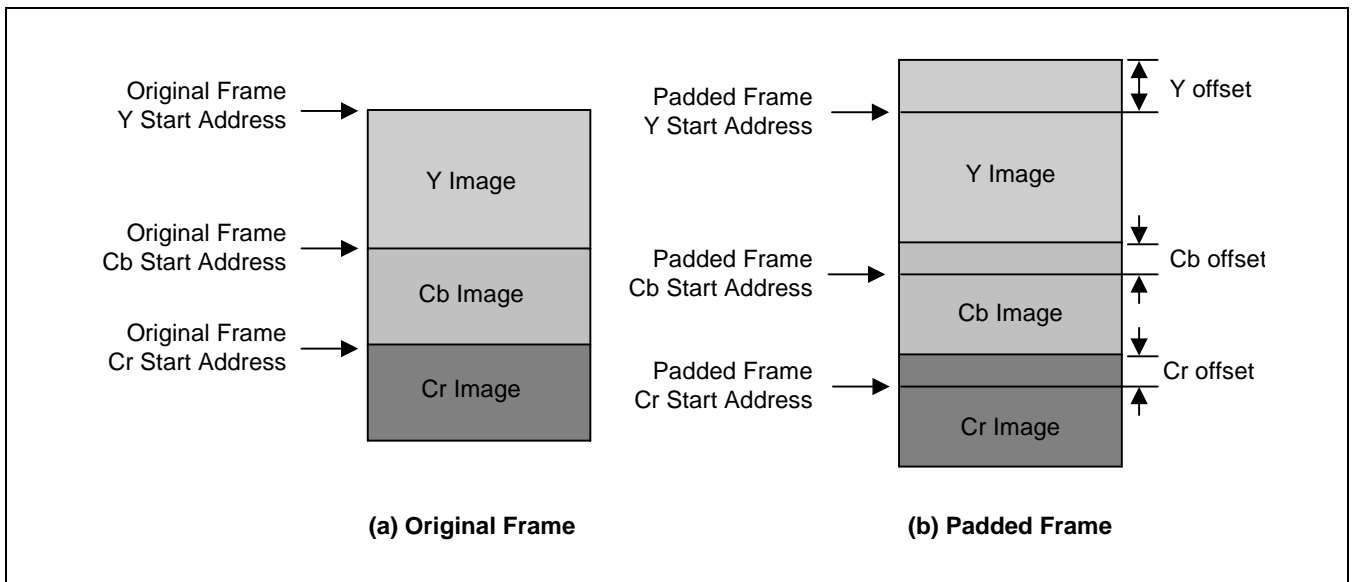 Original Frame
Y Start Address
Original Frame
Cb Start Address
Original Frame
Cr Start Address
Y Image
Cb Image
Cr Image
(a) Original Frame
Padded Frame
Y Start Address
Padded Frame
Cb Start Address
Padded Frame
Cr Start Address
Y Image
Cb Image
Cr Image
Y offset
Cb offset
Cr offset
(b) Padded Frame